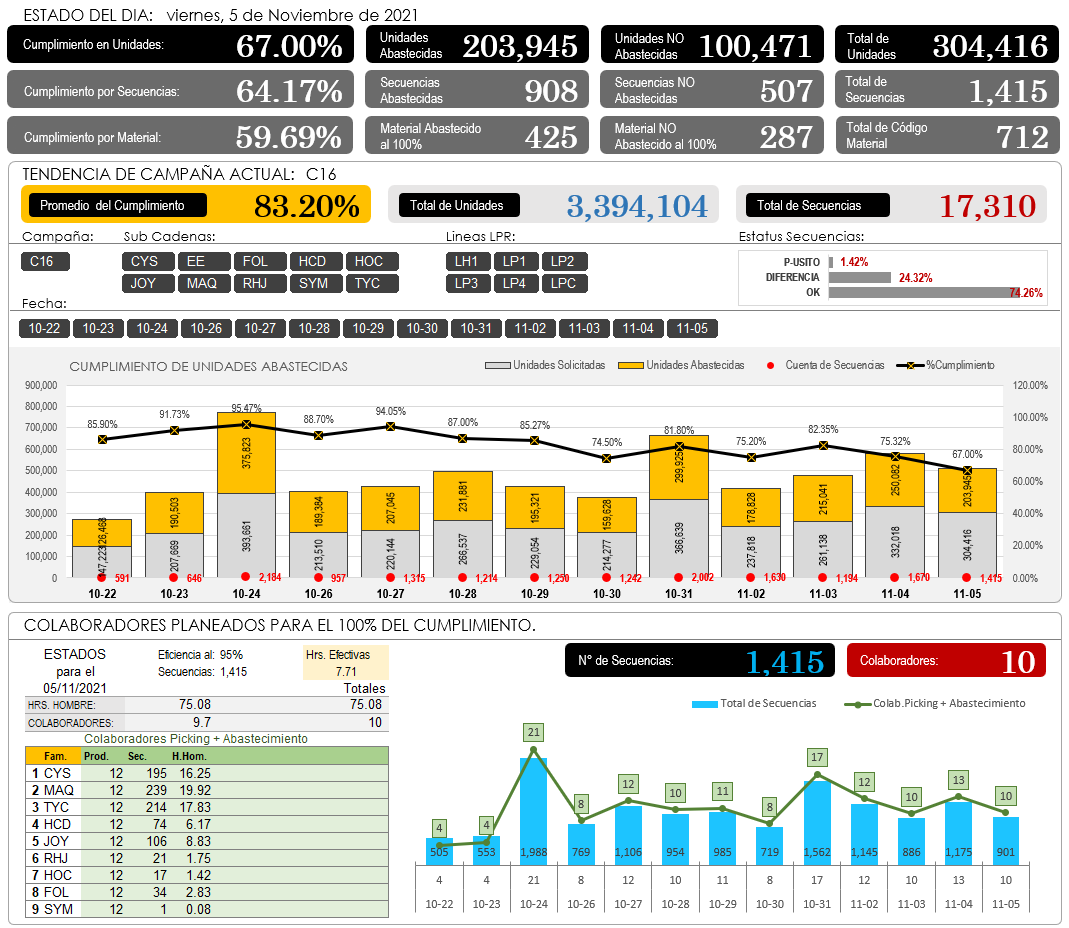 ESTADO DEL DIA: viernes, 5 de Noviembre de 2021
Cumplimiento en Unidades: 67.00%
Unidades Abastecidas 203,945
Unidades NO Abastecidas 100,471
Total de Unidades 304,416
Cumplimiento por Secuencias: 64.17%
Secuencias Abastecidas 908
Secuencias NO Abastecidas 507
Total de Secuencias 1,415
Cumplimiento por Material: 59.69%
Material Abastecido al 100% 425
Material NO Abastecido al 100% 287
Total de Código Material 712
TENDENCIA DE CAMPAÑA ACTUAL: C16
Promedio del Cumplimiento 83.20%
Total de Unidades 3,394,104
Total de Secuencias 17,310
Campaña: Sub Cadenas: Lineas LPR: Estatus Secuencias:
C16 CYS EE FOL HCD HOC LH1 LP1 LP2
JOY MAQ RHJ SYM TYC LP3 LP4 LPC
P-USITO 1.42%
DIFERENCIA 24.32%
OK 74.26%
Fecha:
10-22 10-23 10-24 10-26 10-27 10-28 10-29 10-30 10-31 11-02 11-03 11-04 11-05
CUMPLIMIENTO DE UNIDADES ABASTECIDAS
Unidades Solicitadas Unidades Abastecidas Cuenta de Secuencias %Cumplimiento
900,000 120.00%
800,000 100.00%
700,000 80.00%
600,000 60.00%
500,000 40.00%
400,000 20.00%
300,000 0.00%
200,000
100,000
0
85.90% 91.73% 95.47% 88.70% 94.05% 87.00% 85.27% 74.50% 81.80% 75.20% 82.35% 75.32% 67.00%
126,468 190,503 375,823 189,384 207,045 231,881 195,321 159,628 299,925 178,828 215,041 250,082 203,945
147,223 207,669 393,661 213,510 220,144 266,537 229,054 214,277 366,639 237,818 261,138 332,018 304,416
591 646 2,184 957 1,315 1,214 1,250 1,242 2,002 1,630 1,194 1,670 1,415
10-22 10-23 10-24 10-26 10-27 10-28 10-29 10-30 10-31 11-02 11-03 11-04 11-05
COLABORADORES PLANEADOS PARA EL 100% DEL CUMPLIMIENTO.
ESTADOS
para el
05/11/2021
Eficiencia al: 95%
Secuencias: 1,415
Hrs. Efectivas
7.71
Totales
HRS. HOMBRE: 75.08 75.08
COLABORADORES: 9.7 10
Colaboradores Picking + Abastecimiento
Fam. Prod. Sec. H.Hom.
1 CYS 12 195 16.25
2 MAQ 12 239 19.92
3 TYC 12 214 17.83
4 HCD 12 74 6.17
5 JOY 12 106 8.83
6 RHJ 12 21 1.75
7 HOC 12 17 1.42
8 FOL 12 34 2.83
9 SYM 12 1 0.08
N° de Secuencias: 1,415
Colaboradores: 10
Total de Secuencias Colab.Picking + Abastecimiento
4 4 21 8 12 10 11 8 17 12 10 13 10
505 553 1,988 769 1,106 954 985 719 1,562 1,145 886 1,175 901
4 4 21 8 12 10 11 8 17 12 10 13 10
10-22 10-23 10-24 10-26 10-27 10-28 10-29 10-30 10-31 11-02 11-03 11-04 11-05